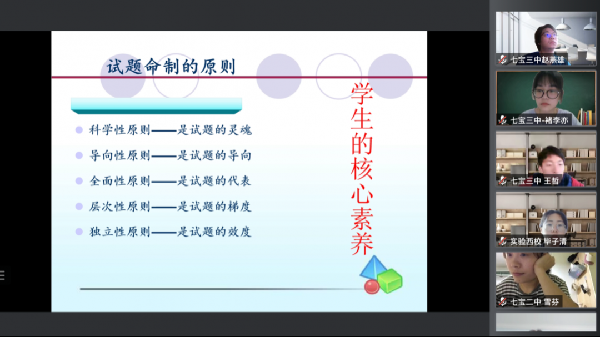 试题命制的原则
科学性原则——是试题的灵魂
导向性原则——是试题的导向
全面性原则——是试题的代表
层次性原则——是试题的梯度
独立性原则——是试题的效度
学生的核心素养
七宝三中赵燕雄
七宝三中-褚李亦
七宝三中 王哲
实验西校 毕子清
七宝二中 雪芬